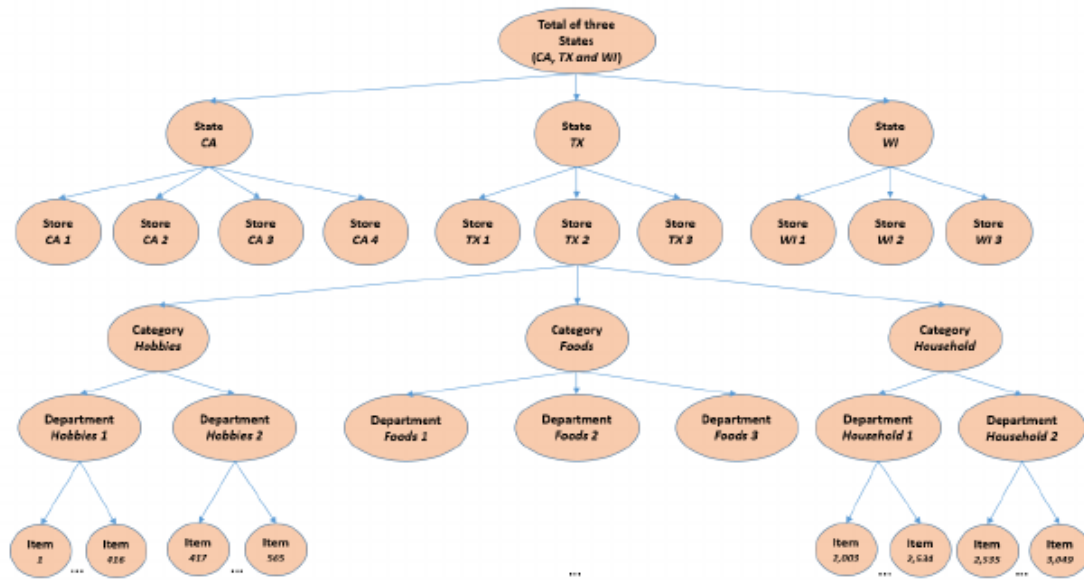 Total of three
States
(CA, TX and WI)
State
CA
State
TX
State
WI
Store
CA 1
Store
CA 2
Store
CA 3
Store
CA 4
Store
TX 1
Store
TX 2
Store
TX 3
Store
WI 1
Store
WI 2
Store
WI 3
Category
Hobbies
Category
Foods
Category
Household
Department
Hobbies 1
Department
Hobbies 2
Department
Foods 1
Department
Foods 2
Department
Foods 3
Department
Household 1
Department
Household 2
Item
1
...
Item
416
Item
417
...
Item
565
...
Item
2,003
...
Item
2,534
Item
2,535
...
Item
3,049